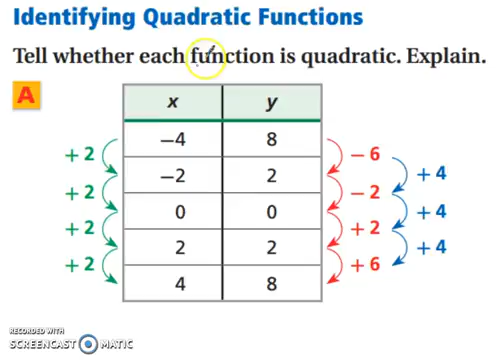 Identifying Quadratic Functions
Tell whether each function is quadratic. Explain.
A
x y
−4 8
+ 2 − 6
−2 2
+ 4
+ 2 − 2
0 0
+ 4
+ 2 + 2
2 2
+ 4
+ 2 + 6
4 8
RECORDED WITH
SCREENCAST MATIC